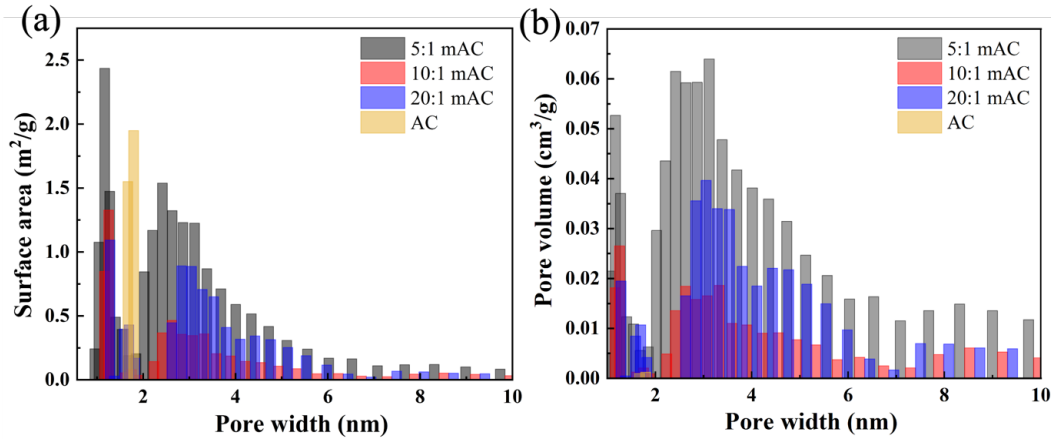 (a)
Surface area (m²/g)
2.5
2.0
1.5
1.0
0.5
0.0
5:1 mAC
10:1 mAC
20:1 mAC
AC
2 4 6 8 10
Pore width (nm)
(b)
Pore volume (cm³/g)
0.07
0.06
0.05
0.04
0.03
0.02
0.01
0.00
5:1 mAC
10:1 mAC
20:1 mAC
AC
2 4 6 8 10
Pore width (nm)